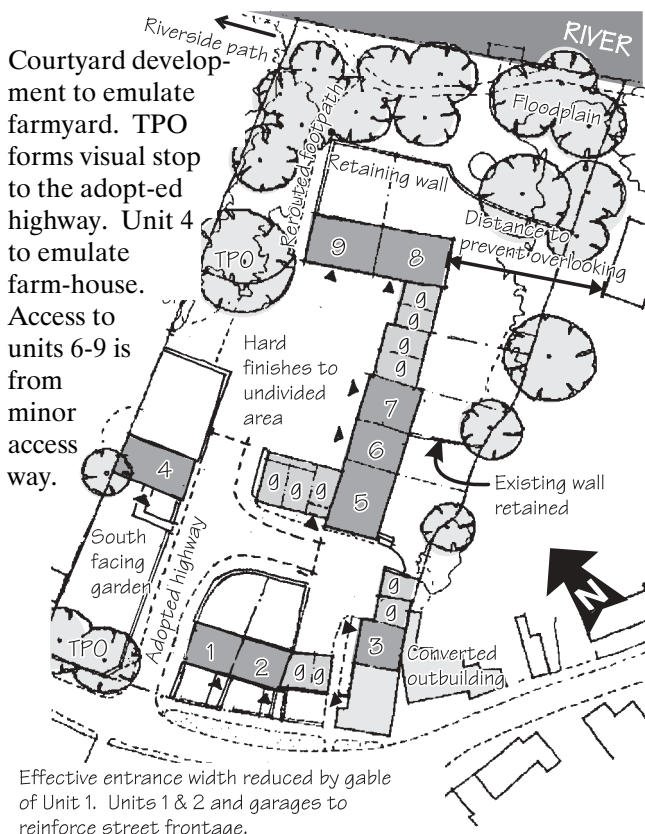 Courtyard develop-
ment to emulate
farmyard. TPO
forms visual stop
to the adopt-ed
highway. Unit 4
to emulate
farm-house.
Access to
units 6-9 is
from
minor
access
way.
Riverside path
RIVER
Floodplain
Rerouted footpath
Retaining wall
Distance to
prevent overlooking
TPO
9
8
g
g
g
g
Hard
finishes to
undivided
area
7
6
5
4
g g g
Existing wall
retained
South
facing
garden
Adopted highway
N
g
g
TPO
1
2
g g
3
Converted
outbuilding
Effective entrance width reduced by gable
of Unit 1. Units 1 & 2 and garages to
reinforce street frontage.